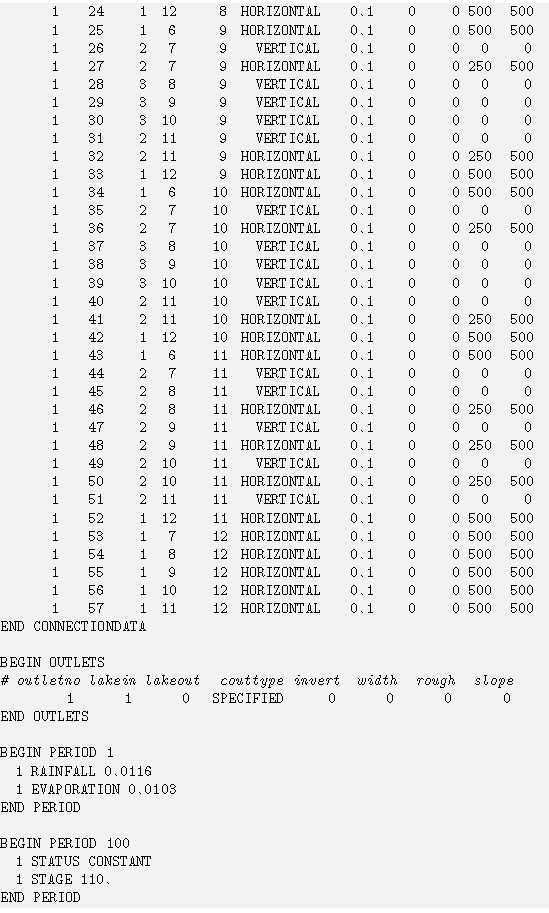 1 24 1 12 8 HORIZONTAL 0.1 0 0 500 500
1 25 1 6 9 HORIZONTAL 0.1 0 0 500 500
1 26 2 7 9 VERTICAL 0.1 0 0 0 0
1 27 2 7 9 HORIZONTAL 0.1 0 0 250 500
1 28 3 8 9 VERTICAL 0.1 0 0 0 0
1 29 3 9 9 VERTICAL 0.1 0 0 0 0
1 30 3 10 9 VERTICAL 0.1 0 0 0 0
1 31 2 11 9 VERTICAL 0.1 0 0 0 0
1 32 2 11 9 HORIZONTAL 0.1 0 0 250 500
1 33 1 12 9 HORIZONTAL 0.1 0 0 500 500
1 34 1 6 10 HORIZONTAL 0.1 0 0 500 500
1 35 2 7 10 VERTICAL 0.1 0 0 0 0
1 36 2 7 10 HORIZONTAL 0.1 0 0 250 500
1 37 3 8 10 VERTICAL 0.1 0 0 0 0
1 38 3 9 10 VERTICAL 0.1 0 0 0 0
1 39 3 10 10 VERTICAL 0.1 0 0 0 0
1 40 2 11 10 VERTICAL 0.1 0 0 0 0
1 41 2 11 10 HORIZONTAL 0.1 0 0 250 500
1 42 1 12 10 HORIZONTAL 0.1 0 0 500 500
1 43 1 6 11 HORIZONTAL 0.1 0 0 500 500
1 44 2 7 11 VERTICAL 0.1 0 0 0 0
1 45 2 8 11 VERTICAL 0.1 0 0 0 0
1 46 2 8 11 HORIZONTAL 0.1 0 0 250 500
1 47 2 9 11 VERTICAL 0.1 0 0 0 0
1 48 2 9 11 HORIZONTAL 0.1 0 0 250 500
1 49 2 10 11 VERTICAL 0.1 0 0 0 0
1 50 2 10 11 HORIZONTAL 0.1 0 0 250 500
1 51 2 11 11 VERTICAL 0.1 0 0 0 0
1 52 1 12 11 HORIZONTAL 0.1 0 0 500 500
1 53 1 7 12 HORIZONTAL 0.1 0 0 500 500
1 54 1 8 12 HORIZONTAL 0.1 0 0 500 500
1 55 1 9 12 HORIZONTAL 0.1 0 0 500 500
1 56 1 10 12 HORIZONTAL 0.1 0 0 500 500
1 57 1 11 12 HORIZONTAL 0.1 0 0 500 500
END CONNECTIONDATA
BEGIN OUTLETS
# outletno lakein lakeout couttype invert width rough slope
1 1 0 SPECIFIED 0 0 0 0
END OUTLETS
BEGIN PERIOD 1
1 RAINFALL 0.0116
1 EVAPORATION 0.0103
END PERIOD
BEGIN PERIOD 100
1 STATUS CONSTANT
1 STAGE 110.
END PERIOD